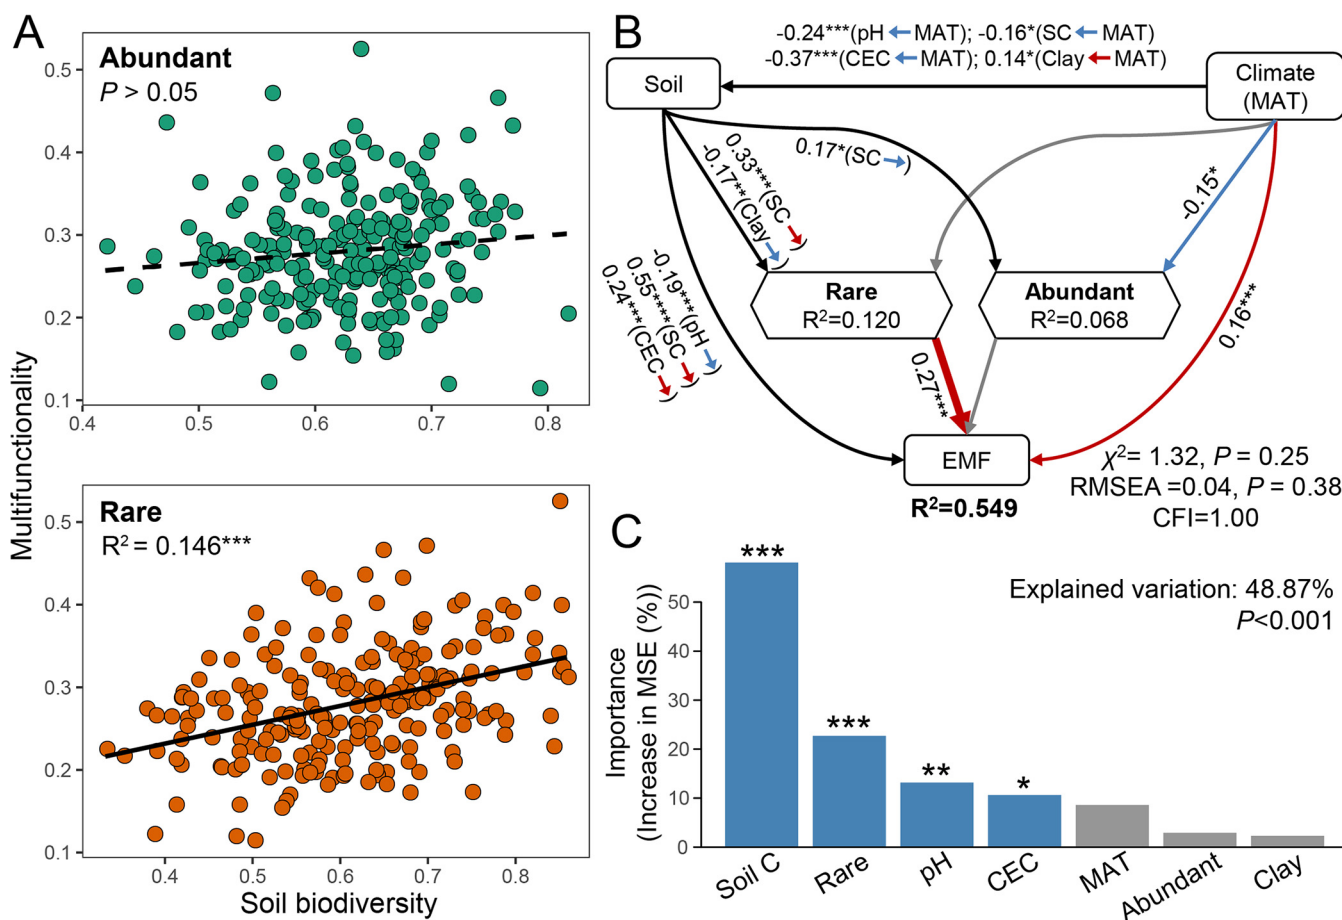 A
Abundant
P > 0.05
0.5
0.4
0.3
0.2
0.1
0.4 0.5 0.6 0.7 0.8
Multifunctionality
Rare
R² = 0.146***
0.5
0.4
0.3
0.2
0.1
0.4 0.5 0.6 0.7 0.8
Soil biodiversity
B
-0.24***(pH ← MAT); -0.16*(SC ← MAT)
-0.37***(CEC ← MAT); 0.14*(Clay ← MAT)
Soil
Climate
(MAT)
0.33***(SC →)
-0.17**(Clay →)
0.17*(SC →)
-0.15*
0.16***
-0.19***(pH →)
0.55****(SC →)
0.24***(CEC →)
Rare
R²=0.120
Abundant
R²=0.068
0.27***
EMF
R²=0.549
χ²= 1.32, P = 0.25
RMSEA =0.04, P = 0.38
CFI=1.00
C
Explained variation: 48.87%
P<0.001
Importance
(Increase in MSE (%))
50
40
30
20
10
0
***
***
**
*
Soil C
Rare
pH
CEC
MAT
Abundant
Clay